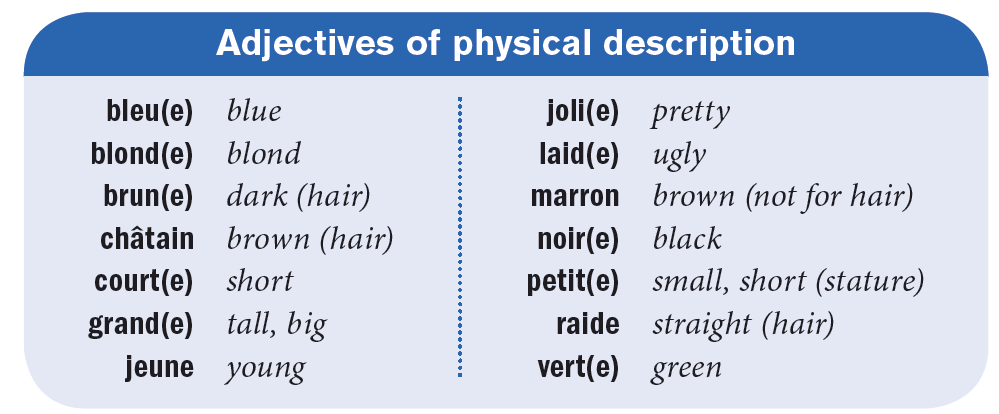 Adjectives of physical description
bleu(e) blue
blond(e) blond
brun(e) dark (hair)
châtain brown (hair)
court(e) short
grand(e) tall, big
jeune young
joli(e) pretty
laid(e) ugly
marron brown (not for hair)
noir(e) black
petit(e) small, short (stature)
raide straight (hair)
vert(e) green